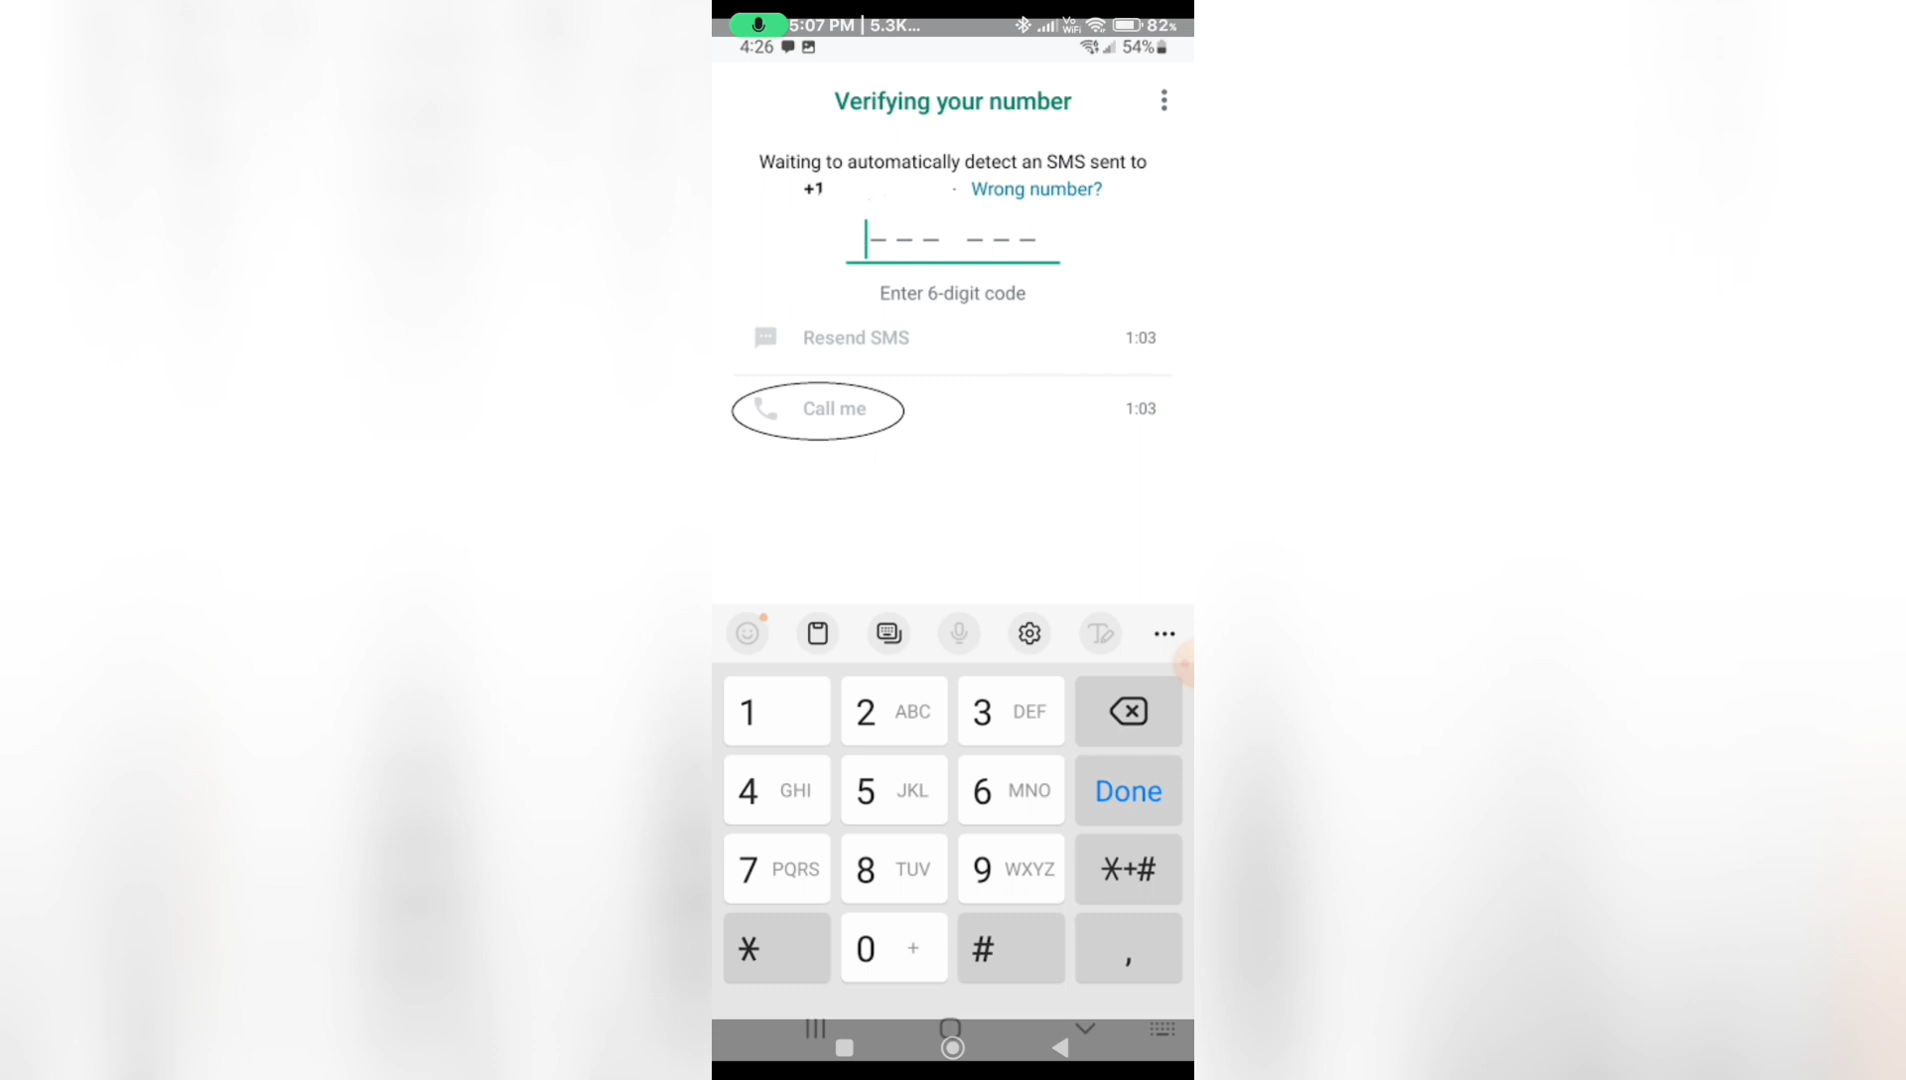 5:07 PM | 5.3K... Vo WiFi 82%
4:26 54%
Verifying your number
Waiting to automatically detect an SMS sent to
+1 · Wrong number?
--- ---
Enter 6-digit code
Resend SMS 1:03
Call me 1:03
1 2 ABC 3 DEF
4 GHI 5 JKL 6 MNO Done
7 PQRS 8 TUV 9 WXYZ *+#
* 0 + # ,